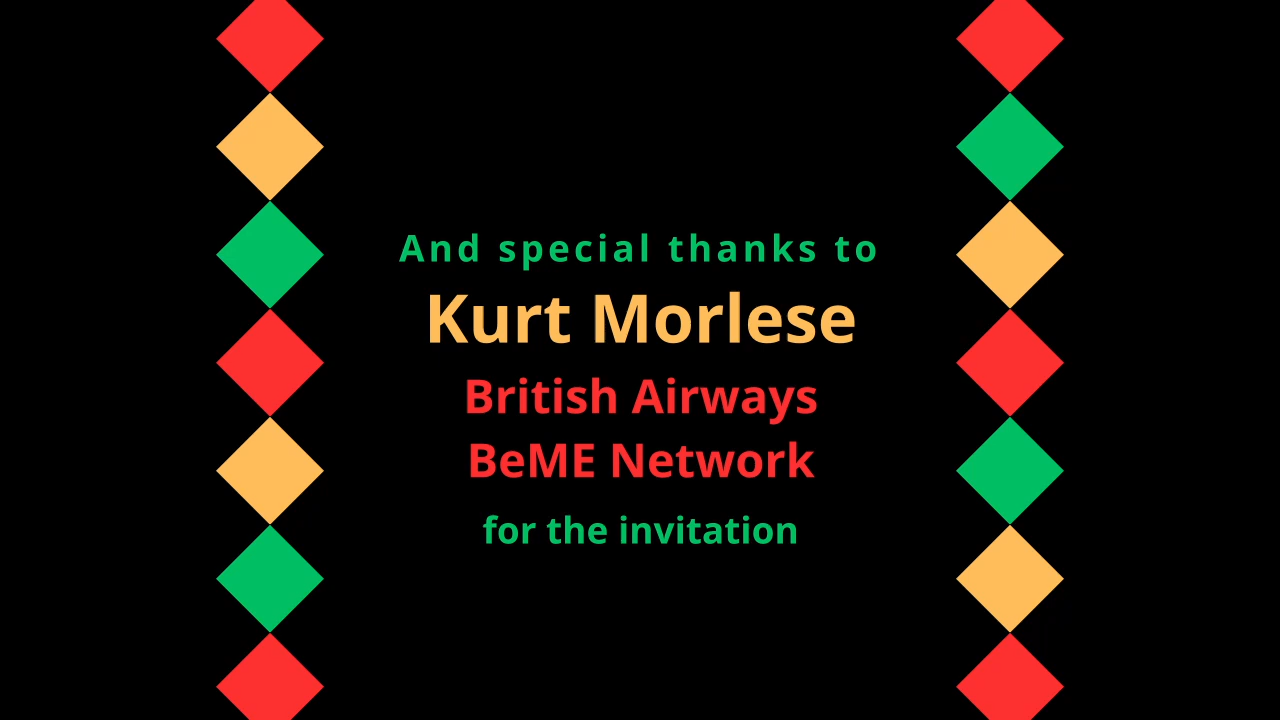 And special thanks to
Kurt Morlese
British Airways
BeME Network
for the invitation